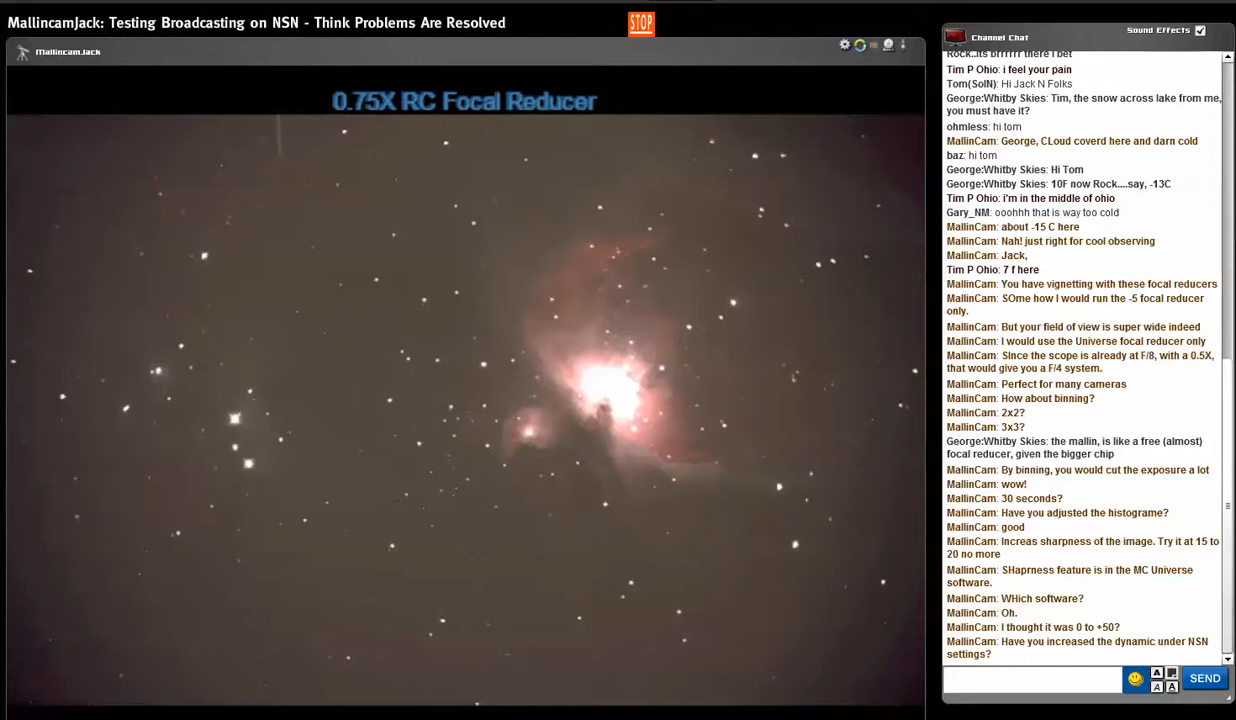 MallincamJack: Testing Broadcasting on NSN - Think Problems Are Resolved
STOP
MallincamJack
0.75X RC Focal Reducer
Channel Chat
Sound Effects
Rock..its brrrrrr there i bet
Tim P Ohio: i feel your pain
Tom(SoIN): Hi Jack N Folks
George:Whitby Skies: Tim, the snow across lake from me,
you must have it?
ohmless: hi tom
MallinCam: George, CLoud coverd here and darn cold
baz: hi tom
George:Whitby Skies: Hi Tom
George:Whitby Skies: 10F now Rock....say, -13C
Tim P Ohio: i'm in the middle of ohio
Gary_NM: ooohhh that is way too cold
MallinCam: about -15 C here
MallinCam: Nah! just right for cool observing
MallinCam: Jack,
Tim P Ohio: 7 f here
MallinCam: You have vignetting with these focal reducers
MallinCam: SOme how I would run the -5 focal reducer
only.
MallinCam: But your field of view is super wide indeed
MallinCam: I would use the Universe focal reducer only
MallinCam: SInce the scope is already at F/8, with a 0.5X,
that would give you a F/4 system.
MallinCam: Perfect for many cameras
MallinCam: How about binning?
MallinCam: 2x2?
MallinCam: 3x3?
George:Whitby Skies: the mallin, is like a free (almost)
focal reducer, given the bigger chip
MallinCam: By binning, you would cut the exposure a lot
MallinCam: wow!
MallinCam: 30 seconds?
MallinCam: Have you adjusted the histograme?
MallinCam: good
MallinCam: Increas sharpness of the image. Try it at 15 to
20 no more
MallinCam: SHaprness feature is in the MC Universe
software.
MallinCam: WHich software?
MallinCam: Oh.
MallinCam: I thought it was 0 to +50?
MallinCam: Have you increased the dynamic under NSN
settings?
A
A A
SEND